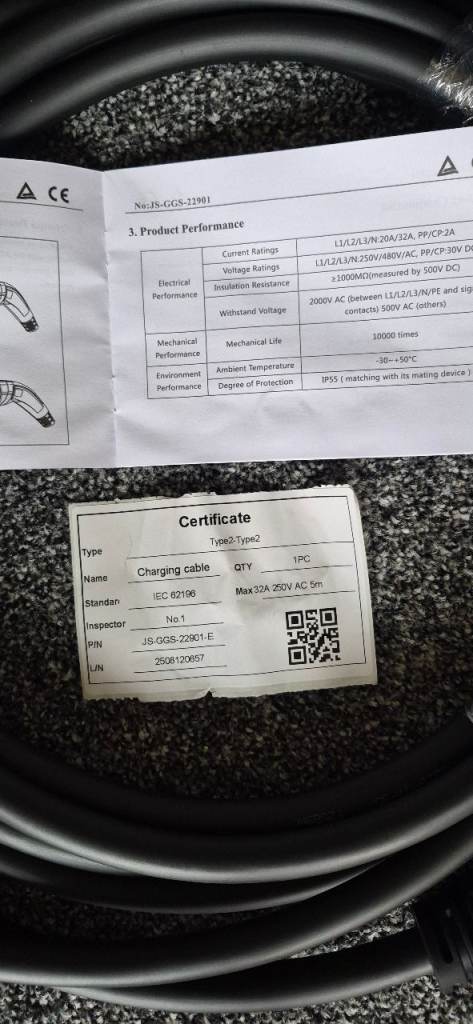 CE
No:JS-GGS-22901
3. Product Performance
Electrical Performance
Current Ratings
L1/L2/L3/N:20A/32A, PP/CP:2A
Voltage Ratings
L1/L2/L3/N:250V/480V/AC, PP/CP:30V DC
Insulation Resistance
≥1000MΩ(measured by 500V DC)
Withstand Voltage
2000V AC (between L1/L2/L3/N/PE and sig
contacts) 500V AC (others)
Mechanical Performance
Mechanical Life
10000 times
Environment Performance
Ambient Temperature
-30~+50°C
Degree of Protection
IP55 ( matching with its mating device )
Certificate
Type Type2-Type2
Name Charging cable QTY 1PC
Standan IEC 62196 Max 32A 250V AC 5m
Inspector No.1
P/N JS-GGS-22901-E
L/N 2506120657